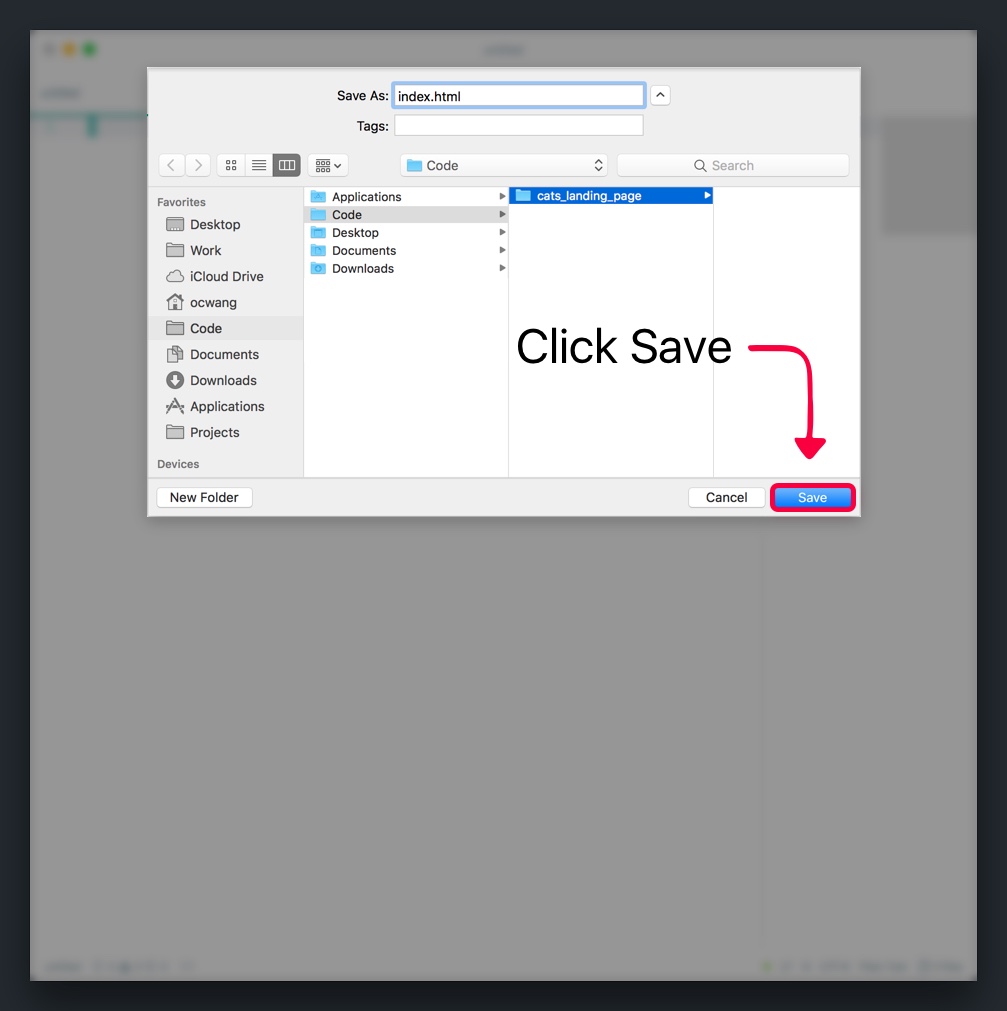 Save As: index.html
Tags:
Code
Search
Favorites
Desktop
Work
iCloud Drive
ocwang
Code
Documents
Downloads
Applications
Projects
Devices
Applications
Code
Desktop
Documents
Downloads
cats_landing_page
Click Save
New Folder
Cancel
Save